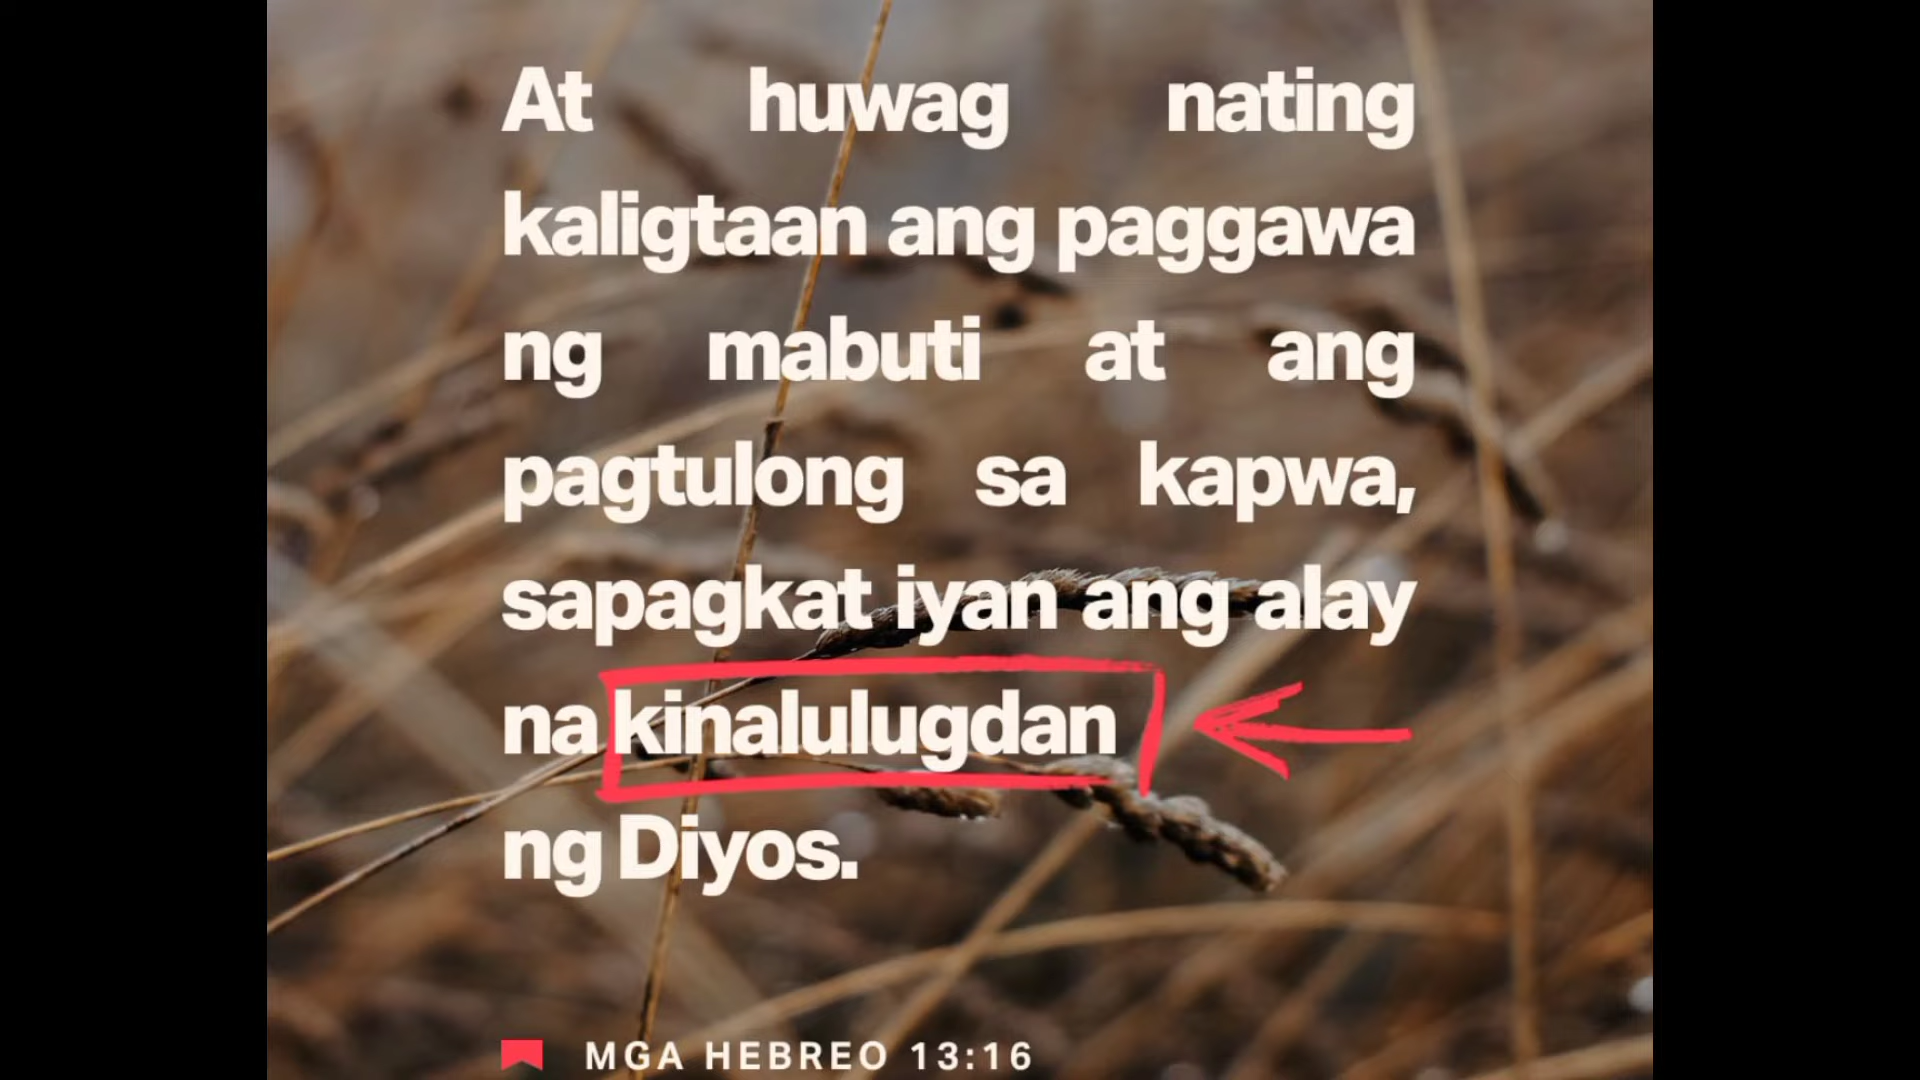 At huwag nating
kaligtaan ang paggawa
ng mabuti at ang
pagtulong sa kapwa,
sapagkat iyan ang alay
na kinalulugdan
ng Diyos.
MGA HEBREO 13:16